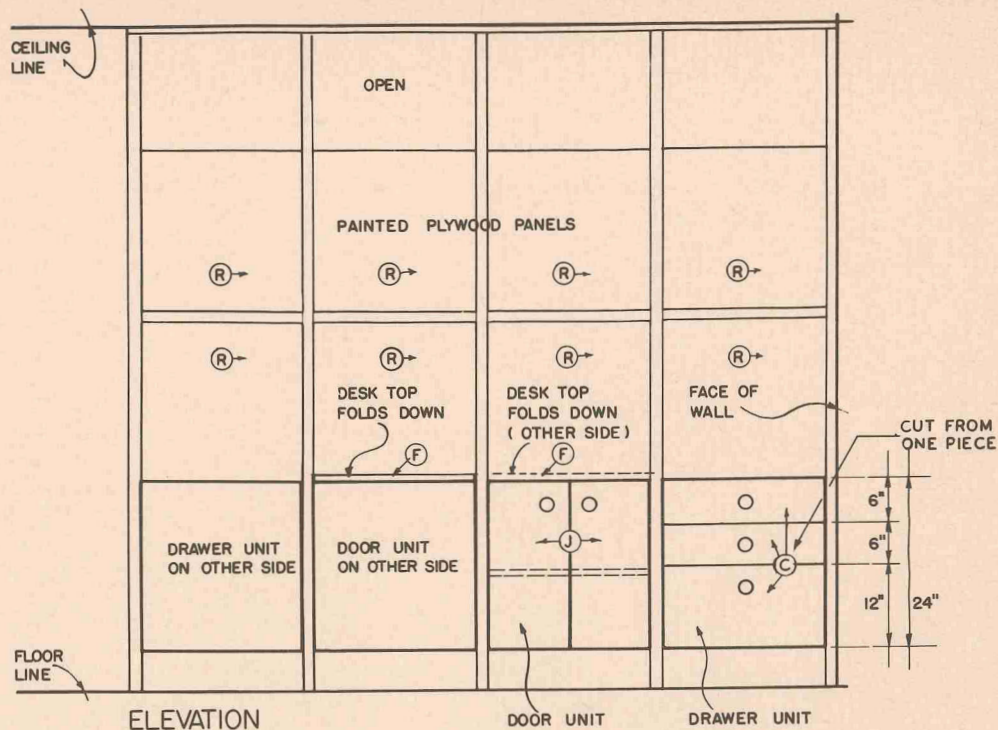 CEILING
LINE
OPEN
PAINTED PLYWOOD PANELS
R
R
R
R
R
R
R
R
DESK TOP
FOLDS DOWN
F
DESK TOP
FOLDS DOWN
( OTHER SIDE )
F
FACE OF
WALL
CUT FROM
ONE PIECE
DRAWER UNIT
ON OTHER SIDE
DOOR UNIT
ON OTHER SIDE
J
C
6"
6"
12"
24"
FLOOR
LINE
ELEVATION
DOOR UNIT
DRAWER UNIT